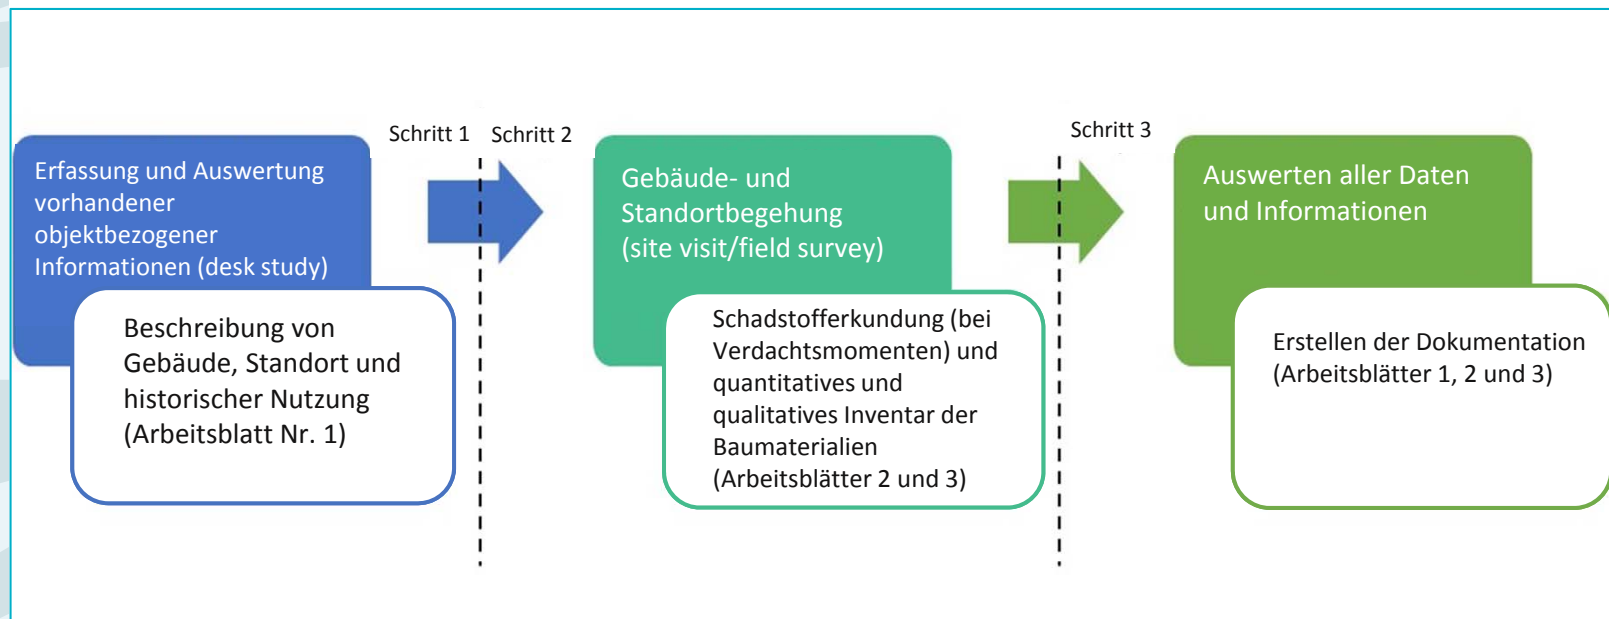 Schritt 1
Schritt 2
Schritt 3
Erfassung und Auswertung
vorhandener
objektbezogener
Informationen (desk study)
Beschreibung von
Gebäude, Standort und
historischer Nutzung
(Arbeitsblatt Nr. 1)
Gebäude- und
Standortbegehung
(site visit/field survey)
Schadstofferkundung (bei
Verdachtsmomenten) und
quantitatives und
qualitatives Inventar der
Baumaterialien
(Arbeitsblätter 2 und 3)
Auswerten aller Daten
und Informationen
Erstellen der Dokumentation
(Arbeitsblätter 1, 2 und 3)